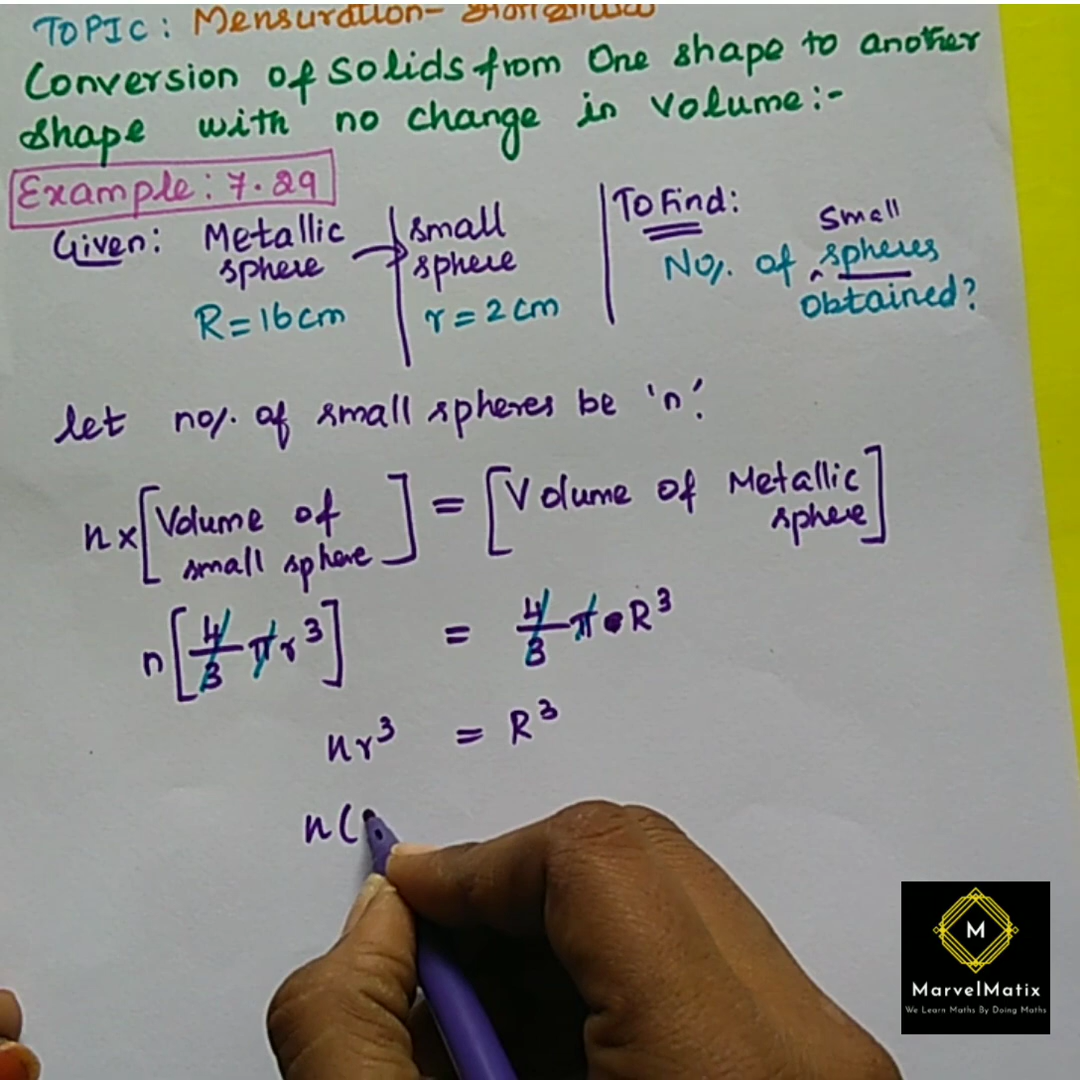 TOPIC: Mensuration-
Conversion of solids from One shape to another
shape with no change in volume:-
Example: 7.29
Given: Metallic sphere
R = 16cm
small sphere
r = 2cm
To Find:
No/. of small spheres
obtained?
let no/. of small spheres be 'n'.
n×[Volume of small sphere] = [Volume of Metallic sphere]
n[4/3 πr³] = 4/3 πR³
nr³ = R³
n(
M
MarvelMatix
We Learn Maths By Doing Maths